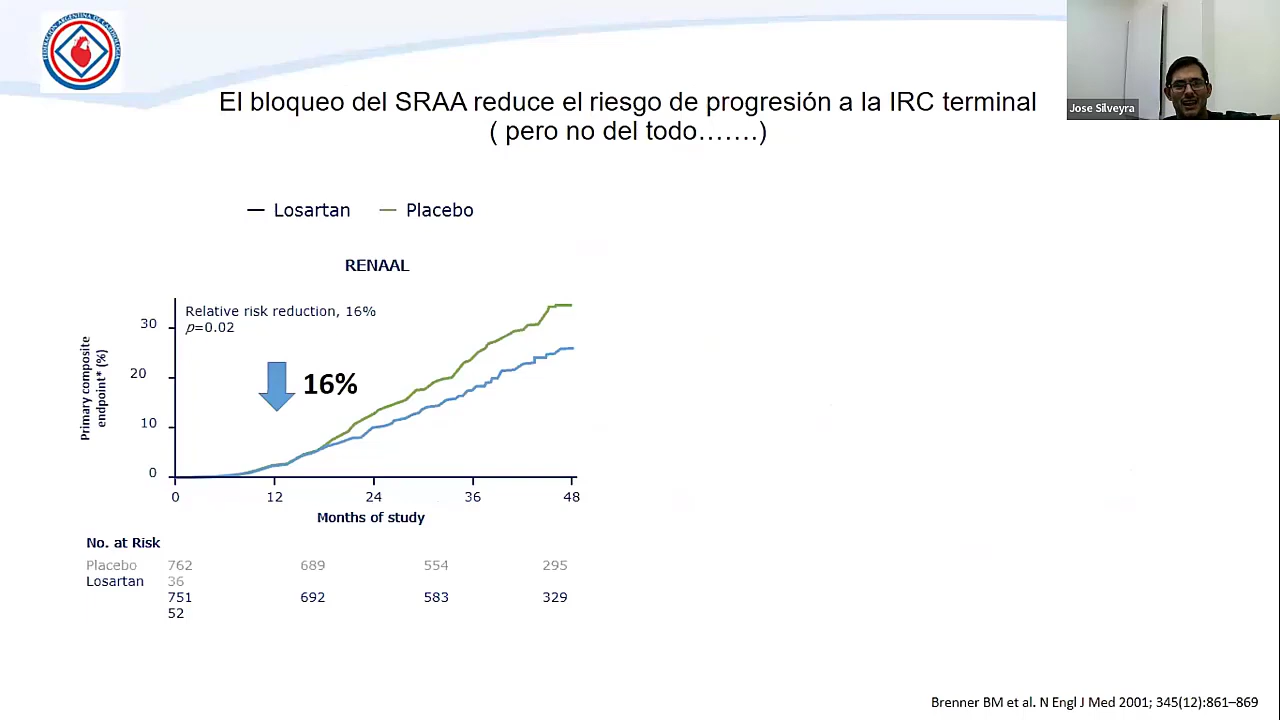 El bloqueo del SRAA reduce el riesgo de progresión a la IRC terminal
( pero no del todo…….)
Jose Silveyra
Losartan Placebo
RENAAL
Relative risk reduction, 16%
p=0.02
16%
Primary composite
endpoint* (%)
30
20
10
0
0 12 24 36 48
Months of study
No. at Risk
Placebo 762 689 554 295
Losartan 36
751 692 583 329
52
Brenner BM et al. N Engl J Med 2001; 345(12):861–869